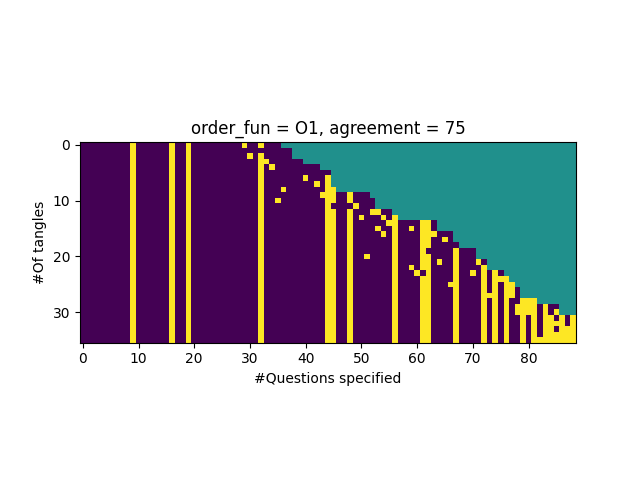 order_fun = O1, agreement = 75
0
10
20
30
#Of tangles
0 10 20 30 40 50 60 70 80
#Questions specified